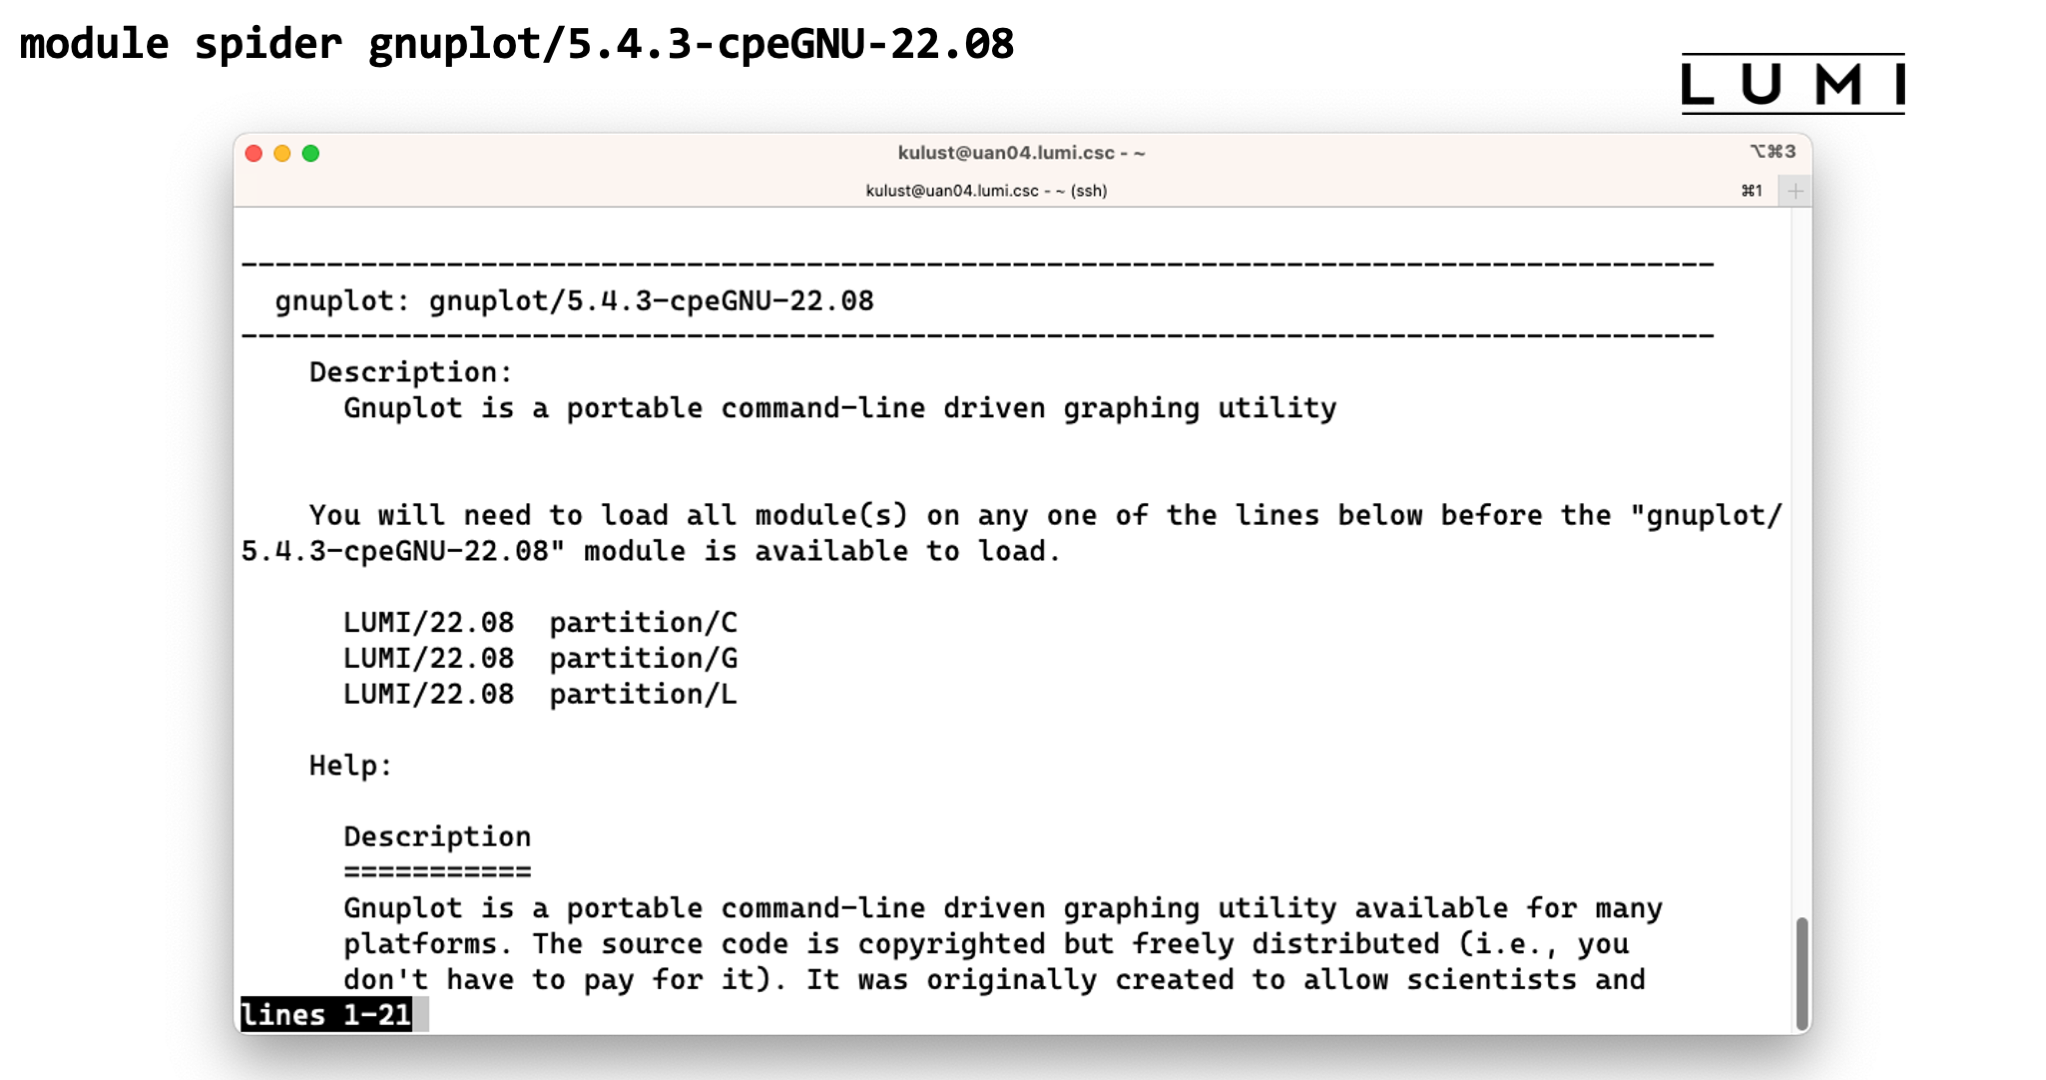 module spider gnuplot/5.4.3-cpeGNU-22.08
LUMI
kulust@uan04.lumi.csc - ~
⌥⌘3
kulust@uan04.lumi.csc - ~ (ssh)
⌘1
+
--------------------------------------------------------------------------------------
gnuplot: gnuplot/5.4.3-cpeGNU-22.08
--------------------------------------------------------------------------------------
Description:
Gnuplot is a portable command-line driven graphing utility
You will need to load all module(s) on any one of the lines below before the "gnuplot/
5.4.3-cpeGNU-22.08" module is available to load.
LUMI/22.08  partition/C
LUMI/22.08  partition/G
LUMI/22.08  partition/L
Help:
Description
===========
Gnuplot is a portable command-line driven graphing utility available for many
platforms. The source code is copyrighted but freely distributed (i.e., you
don't have to pay for it). It was originally created to allow scientists and
lines 1-21